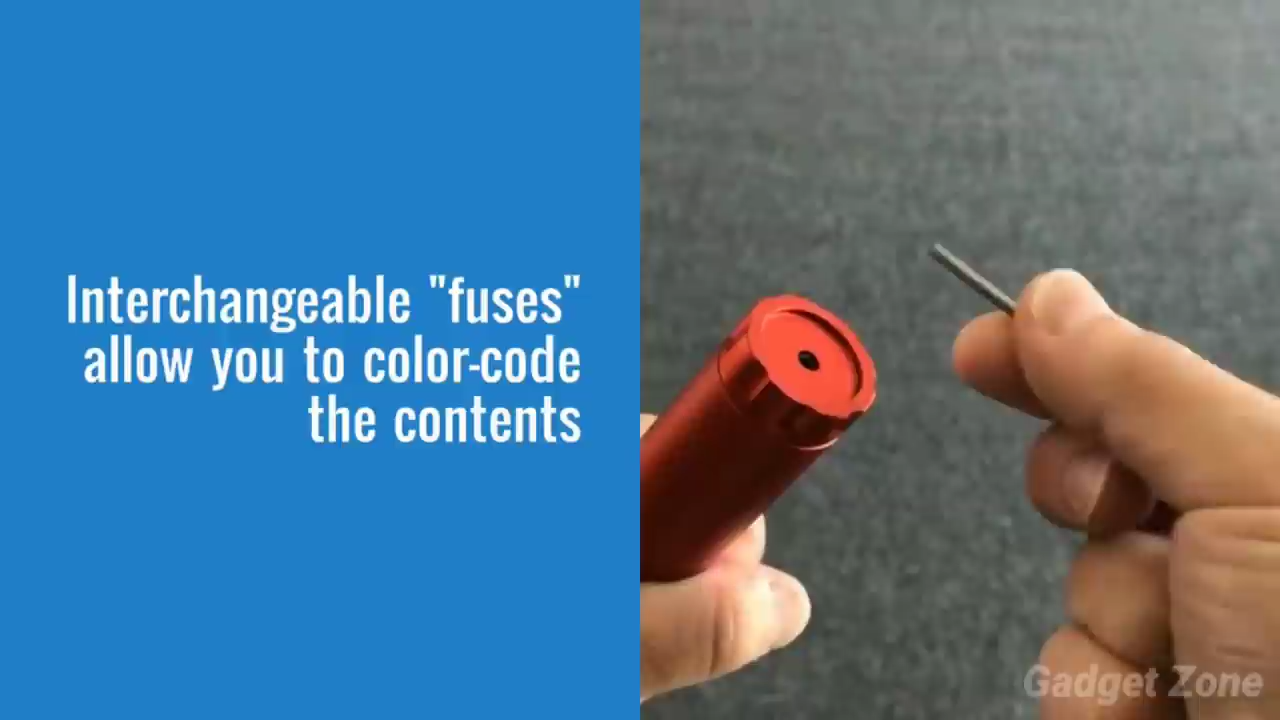 Interchangeable "fuses"
allow you to color-code
the contents
Gadget Zone